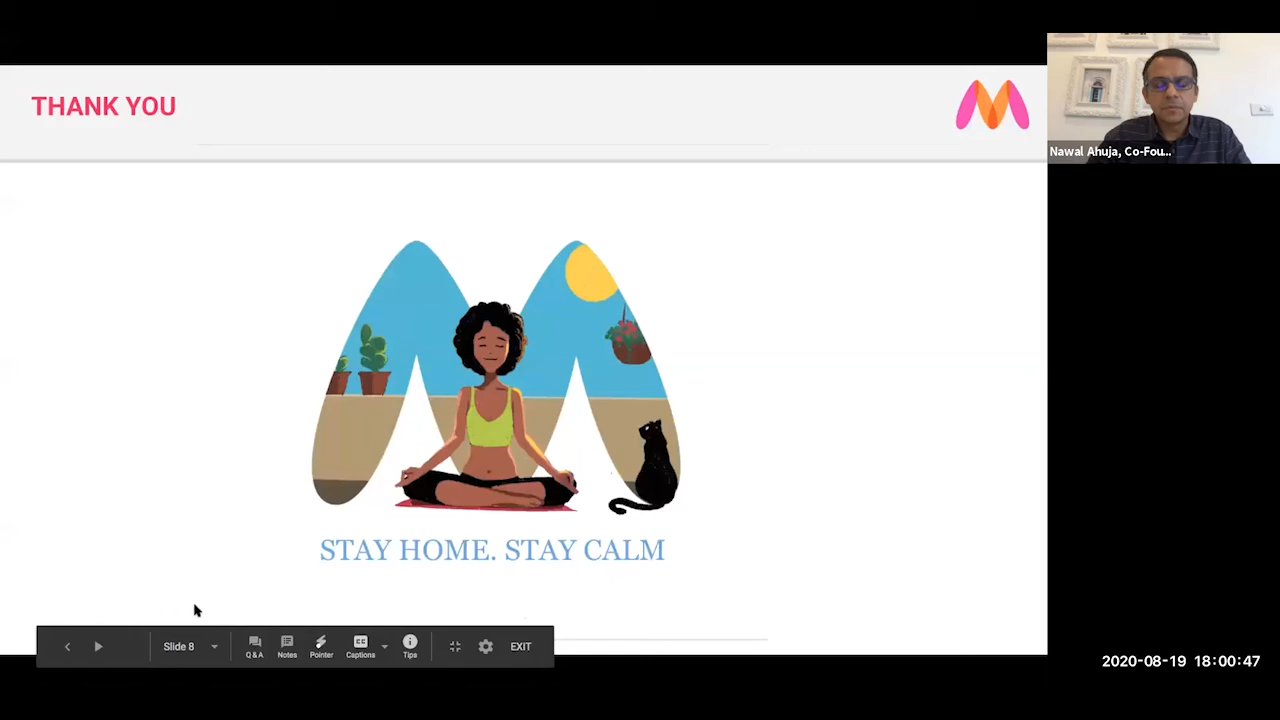 THANK YOU
Nawal Ahuja, Co-Fou...
STAY HOME. STAY CALM
Slide 8
Q & A
Notes
Pointer
CC
Captions
Tips
EXIT
2020-08-19 18:00:47